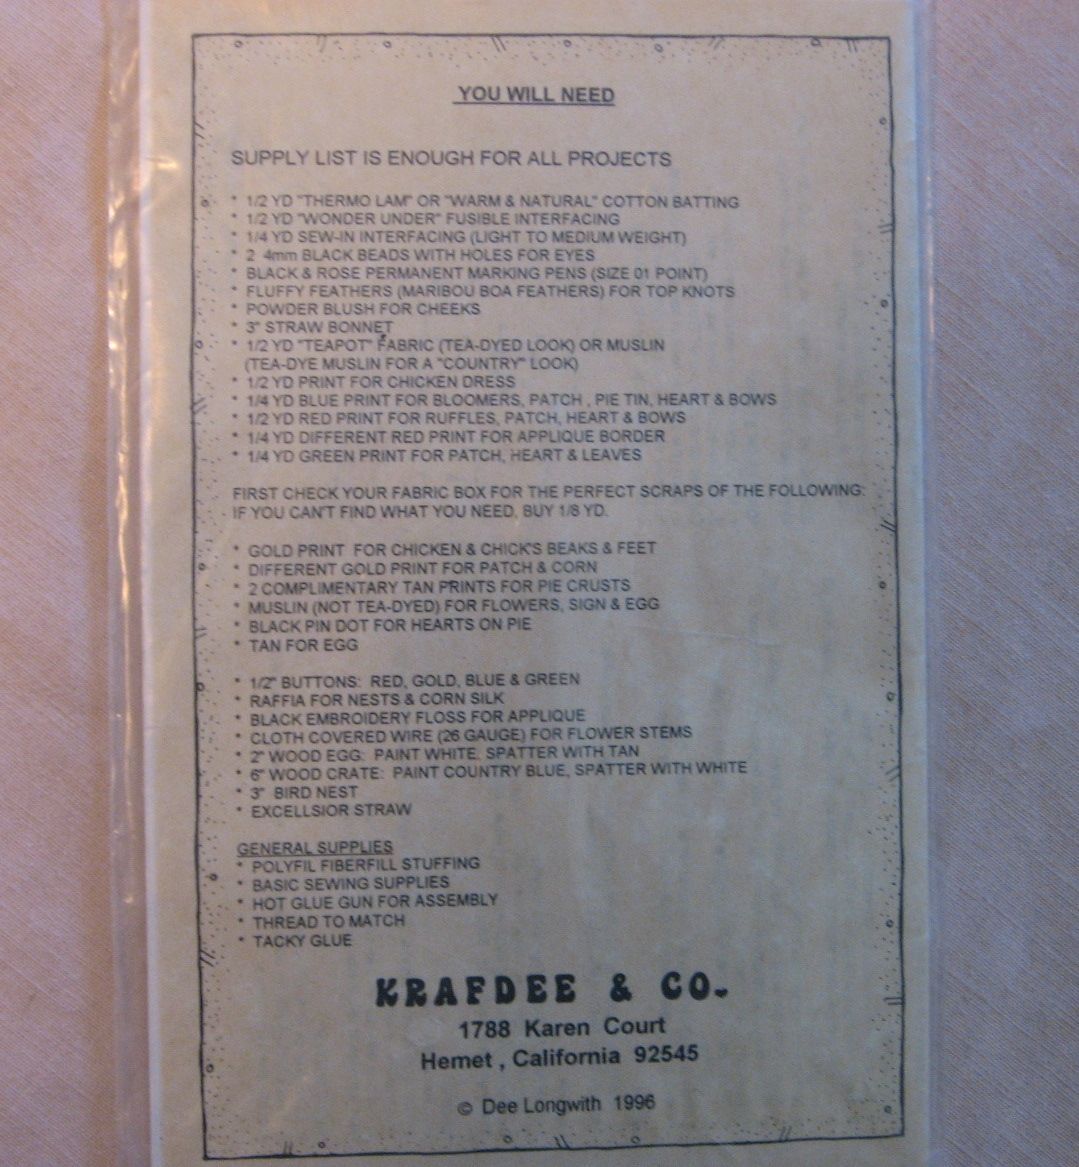 YOU WILL NEED
SUPPLY LIST IS ENOUGH FOR ALL PROJECTS
* 1/2 YD "THERMO LAM" OR "WARM & NATURAL" COTTON BATTING
* 1/2 YD "WONDER UNDER" FUSIBLE INTERFACING
* 1/4 YD SEW-IN INTERFACING (LIGHT TO MEDIUM WEIGHT)
* 2 4mm BLACK BEADS WITH HOLES FOR EYES
* BLACK & ROSE PERMANENT MARKING PENS (SIZE 01 POINT)
* FLUFFY FEATHERS (MARIBOU BOA FEATHERS) FOR TOP KNOTS
* POWDER BLUSH FOR CHEEKS
* 3" STRAW BONNET
* 1/2 YD "TEAPOT" FABRIC (TEA-DYED LOOK) OR MUSLIN
(TEA-DYE MUSLIN FOR A "COUNTRY" LOOK)
* 1/2 YD PRINT FOR CHICKEN DRESS
* 1/4 YD BLUE PRINT FOR BLOOMERS, PATCH , PIE TIN, HEART & BOWS
* 1/2 YD RED PRINT FOR RUFFLES, PATCH, HEART & BOWS
* 1/4 YD DIFFERENT RED PRINT FOR APPLIQUE BORDER
* 1/4 YD GREEN PRINT FOR PATCH, HEART & LEAVES
FIRST CHECK YOUR FABRIC BOX FOR THE PERFECT SCRAPS OF THE FOLLOWING:
IF YOU CAN'T FIND WHAT YOU NEED, BUY 1/8 YD.
* GOLD PRINT FOR CHICKEN & CHICK'S BEAKS & FEET
* DIFFERENT GOLD PRINT FOR PATCH & CORN
* 2 COMPLIMENTARY TAN PRINTS FOR PIE CRUSTS
* MUSLIN (NOT TEA-DYED) FOR FLOWERS, SIGN & EGG
* BLACK PIN DOT FOR HEARTS ON PIE
* TAN FOR EGG
* 1/2" BUTTONS: RED, GOLD, BLUE & GREEN
* RAFFIA FOR NESTS & CORN SILK
* BLACK EMBROIDERY FLOSS FOR APPLIQUE
* CLOTH COVERED WIRE (26 GAUGE) FOR FLOWER STEMS
* 2" WOOD EGG: PAINT WHITE, SPATTER WITH TAN
* 6" WOOD CRATE: PAINT COUNTRY BLUE, SPATTER WITH WHITE
* 3" BIRD NEST
* EXCELLSIOR STRAW
GENERAL SUPPLIES
* POLYFIL FIBERFILL STUFFING
* BASIC SEWING SUPPLIES
* HOT GLUE GUN FOR ASSEMBLY
* THREAD TO MATCH
* TACKY GLUE
KRAFDEE & CO.
1788 Karen Court
Hemet , California 92545
© Dee Longwith 1996